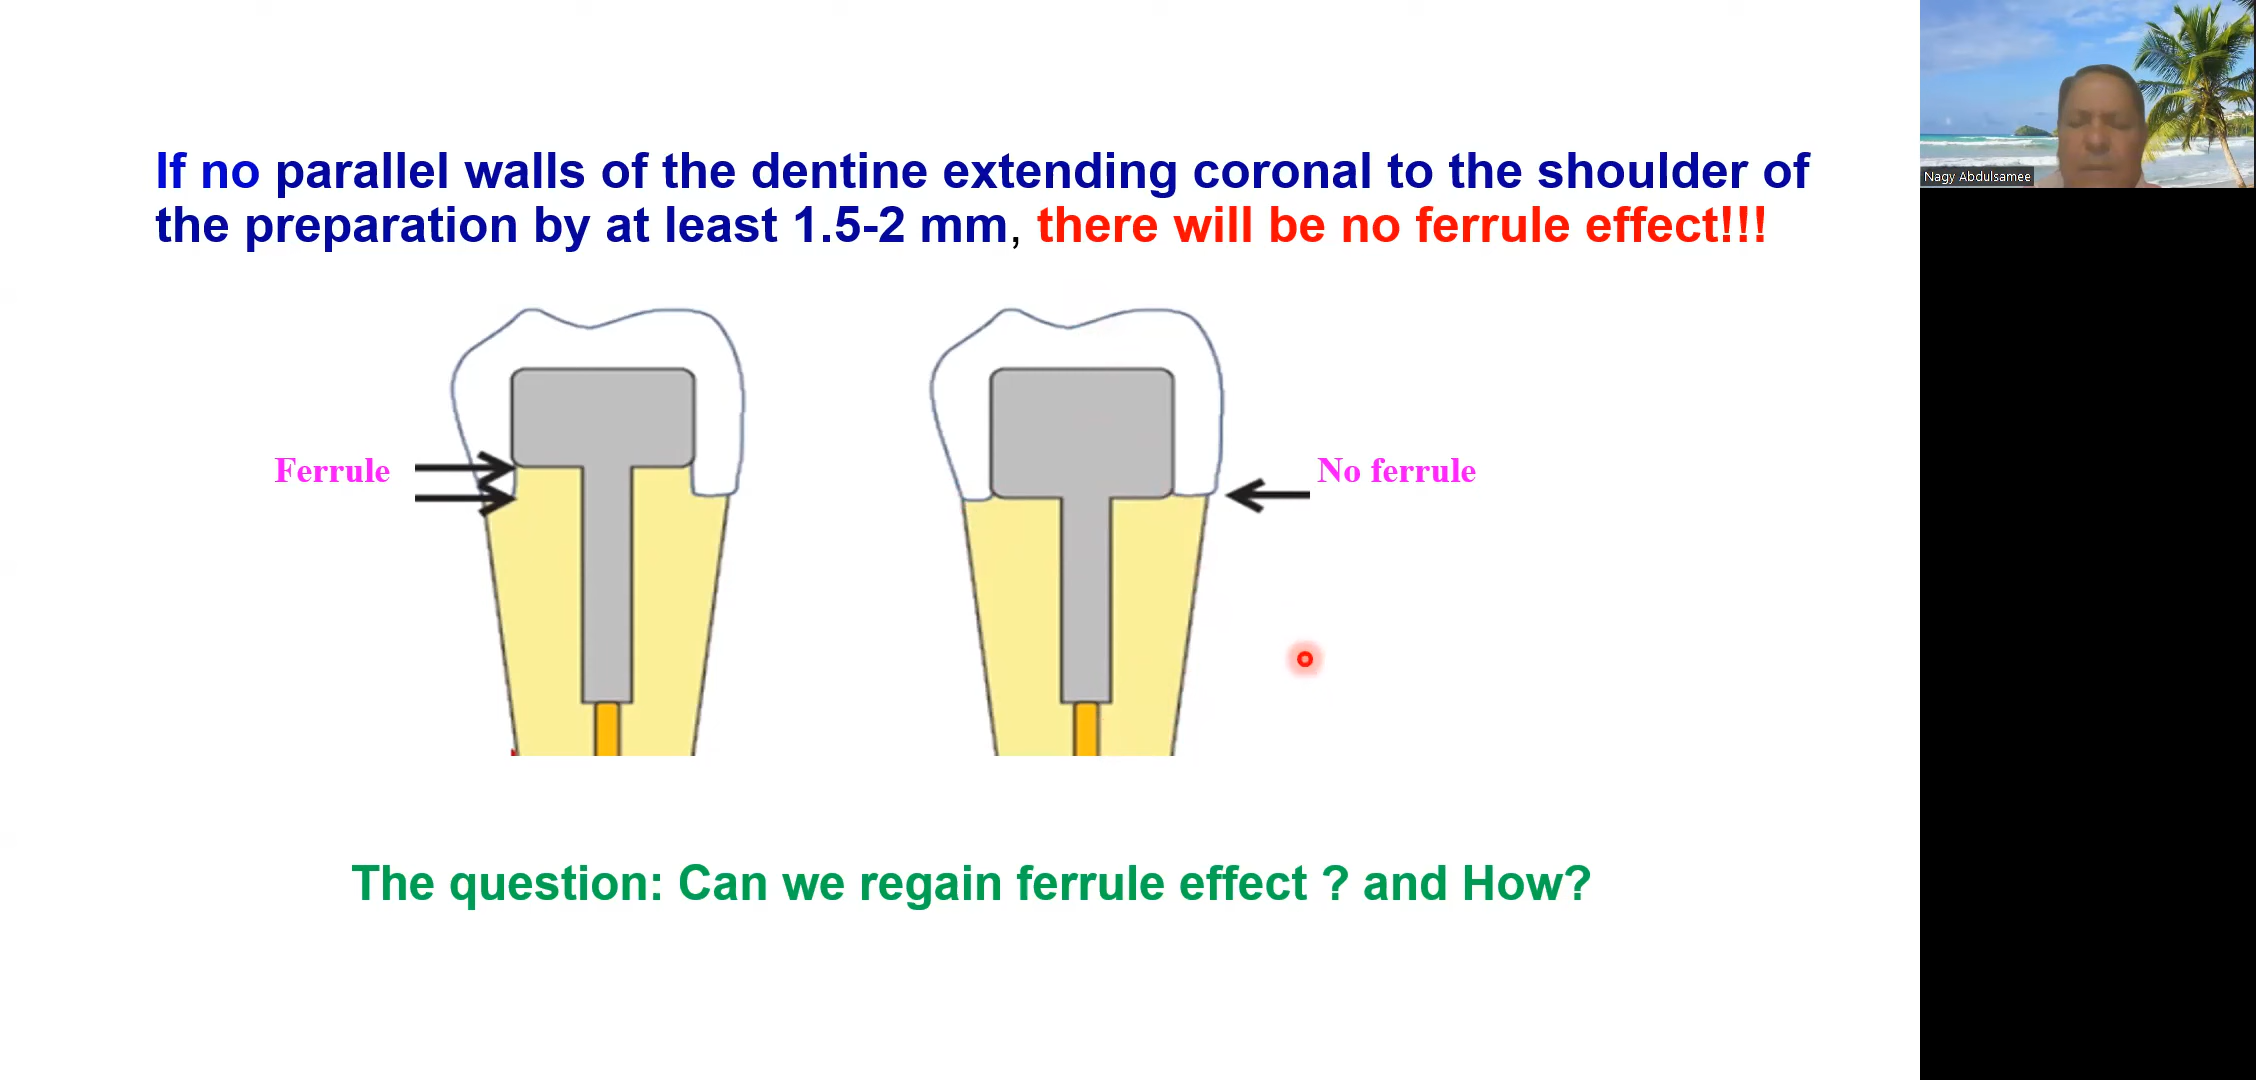 If no parallel walls of the dentine extending coronal to the shoulder of
the preparation by at least 1.5-2 mm, there will be no ferrule effect!!!
Ferrule
No ferrule
The question: Can we regain ferrule effect ? and How?
Nagy Abdulsamee